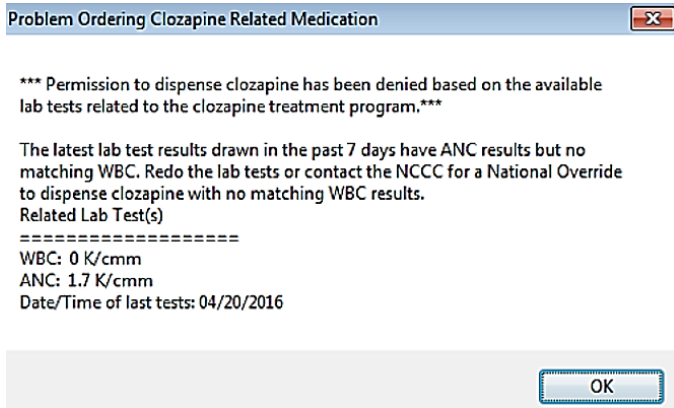 Problem Ordering Clozapine Related Medication
*** Permission to dispense clozapine has been denied based on the available
lab tests related to the clozapine treatment program.***
The latest lab test results drawn in the past 7 days have ANC results but no
matching WBC. Redo the lab tests or contact the NCCC for a National Override
to dispense clozapine with no matching WBC results.
Related Lab Test(s)
===================
WBC: 0 K/cmm
ANC: 1.7 K/cmm
Date/Time of last tests: 04/20/2016
OK